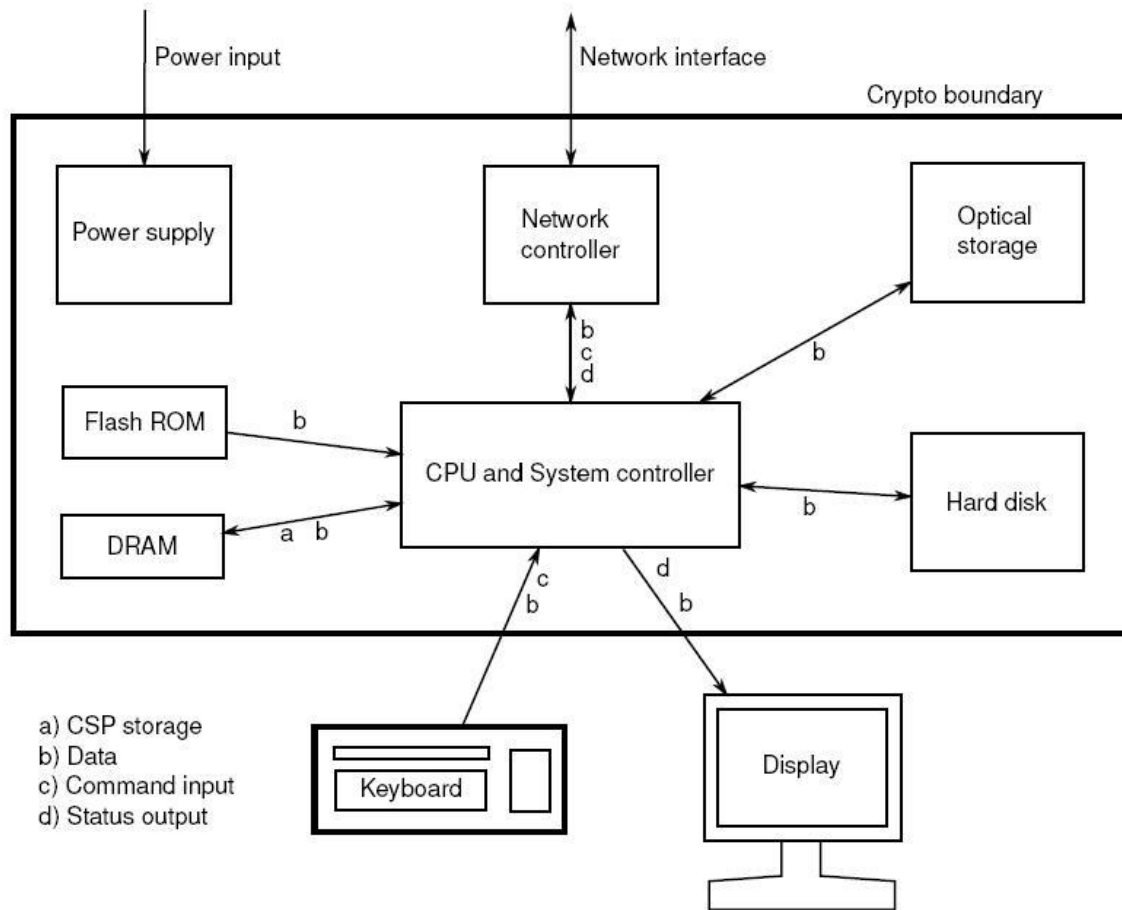 Power input
Network interface
Crypto boundary
Power supply
Network
controller
Optical
storage
b
c
d
b
Flash ROM
b
CPU and System controller
b
Hard disk
DRAM
a b
c
b
d
b
a) CSP storage
b) Data
c) Command input
d) Status output
Keyboard
Display